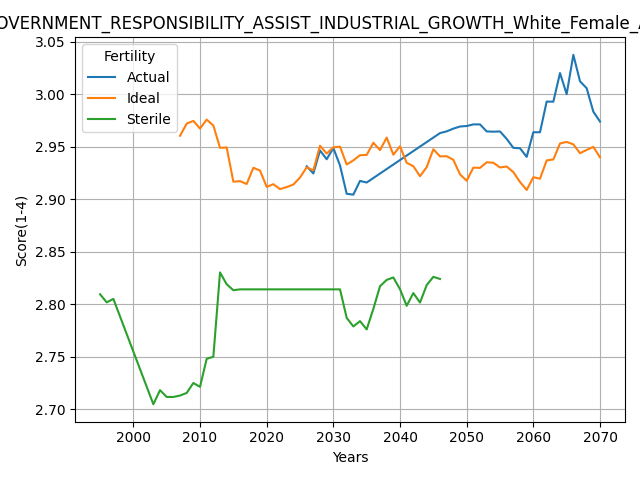 OVERNMENT_RESPONSIBILITY_ASSIST_INDUSTRIAL_GROWTH_White_Female_
Fertility
Actual
Ideal
Sterile
Score(1-4)
3.05
3.00
2.95
2.90
2.85
2.80
2.75
2.70
2000 2010 2020 2030 2040 2050 2060 2070
Years